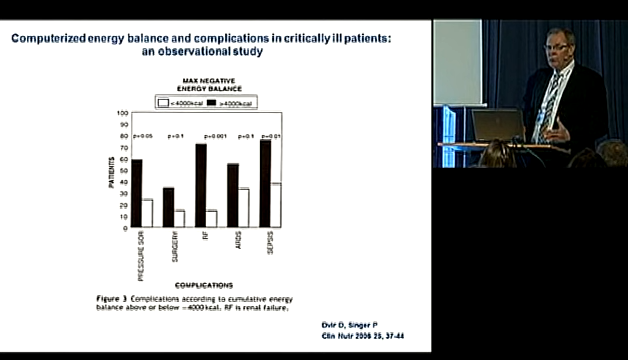 Computerized energy balance and complications in critically ill patients:
an observational study
MAX NEGATIVE
ENERGY BALANCE
<4000kcal >4000kcal
100
90
80
70
60
50
40
30
20
10
0
PATIENTS
p=0.05 p=0.1 p=0.001 p=0.1 p=0.01
PRESSURE SOR
SURGERY
RF
ARDS
SEPSIS
COMPLICATIONS
Figure 3 Complications according to cumulative energy
balance above or below −4000kcal. RF is renal failure.
Dvir D, Singer P
Clin Nutr 2006 25, 37-44